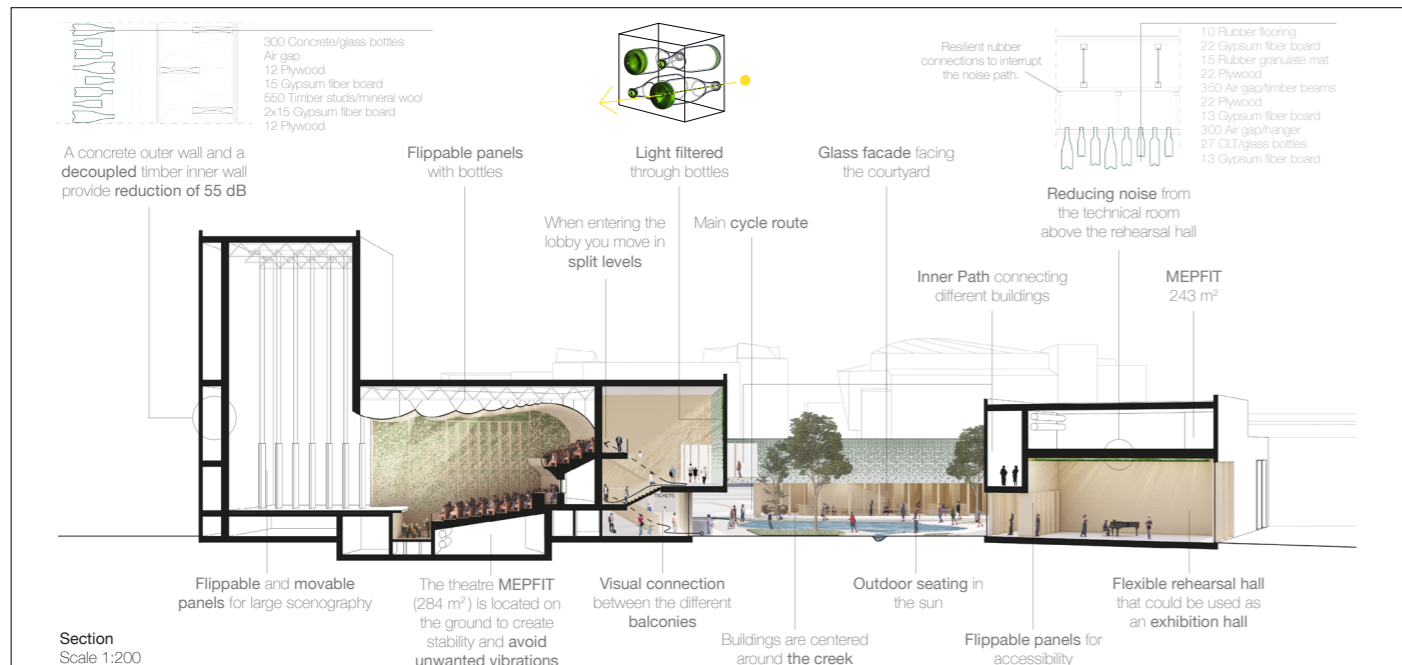 300 Concrete/glass bottles
Air gap
12 Plywood
15 Gypsum fiber board
550 Timber studs/mineral wool
2x15 Gypsum fiber board
12 Plywood
A concrete outer wall and a
decoupled timber inner wall
provide reduction of 55 dB
Flippable panels
with bottles
Light filtered
through bottles
Glass facade facing
the courtyard
Resilient rubber
connections to interrupt
the noise path.
10 Rubber flooring
22 Gypsum fiber board
15 Rubber granulate mat
22 Plywood
350 Air gap/timber beams
22 Plywood
13 Gypsum fiber board
300 Air gap/hanger
27 CLT/glass bottles
13 Gypsum fiber board
Reducing noise from
the technical room
above the rehearsal hall
When entering the
lobby you move in
split levels
Main cycle route
Inner Path connecting
different buildings
MEPFIT
243 m²
TICKETS
Flippable and movable
panels for large scenography
The theatre MEPFIT
(284 m²) is located on
the ground to create
stability and avoid
unwanted vibrations
Visual connection
between the different
balconies
Buildings are centered
around the creek
Outdoor seating in
the sun
Flippable panels for
accessibility
Flexible rehearsal hall
that could be used as
an exhibition hall
Section
Scale 1:200